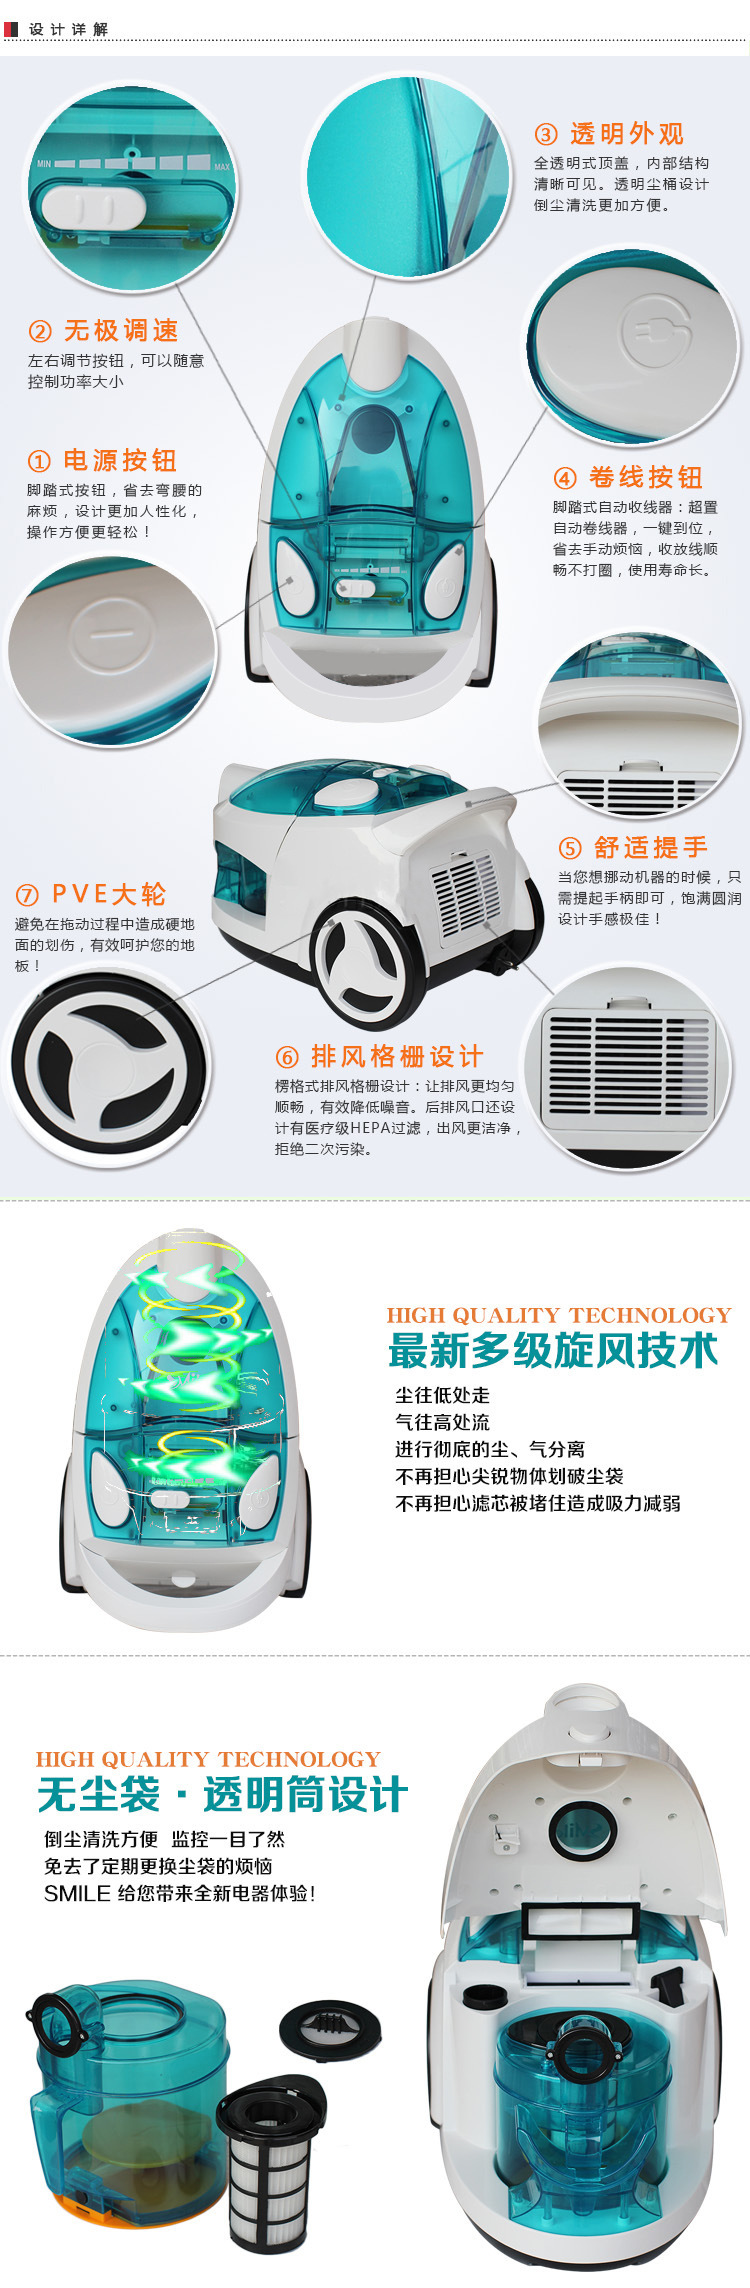 设计详解
MIN
MAX
③ 透明外观
全透明式顶盖，内部结构
清晰可见。透明尘桶设计
倒尘清洗更加方便。
② 无极调速
左右调节按钮，可以随意
控制功率大小
① 电源按钮
脚踏式按钮，省去弯腰的
麻烦，设计更加人性化，
操作方便更轻松！
④ 卷线按钮
脚踏式自动收线器：超置
自动卷线器，一键到位，
省去手动烦恼，收放线顺
畅不打圈，使用寿命长。
⑤ 舒适提手
当您想挪动机器的时候，只
需提起手柄即可，饱满圆润
设计手感极佳！
⑦ PVE大轮
避免在拖动过程中造成硬地
面的划伤，有效呵护您的地
板！
⑥ 排风格栅设计
楞格式排风格栅设计：让排风更均匀
顺畅，有效降低噪音。后排风口还设
计有医疗级HEPA过滤，出风更洁净，
拒绝二次污染。
HIGH QUALITY TECHNOLOGY
最新多级旋风技术
尘往低处走
气往高处流
进行彻底的尘、气分离
不再担心尖锐物体划破尘袋
不再担心滤芯被堵住造成吸力减弱
HIGH QUALITY TECHNOLOGY
无尘袋·透明筒设计
倒尘清洗方便 监控一目了然
免去了定期更换尘袋的烦恼
SMILE 给您带来全新电器体验！